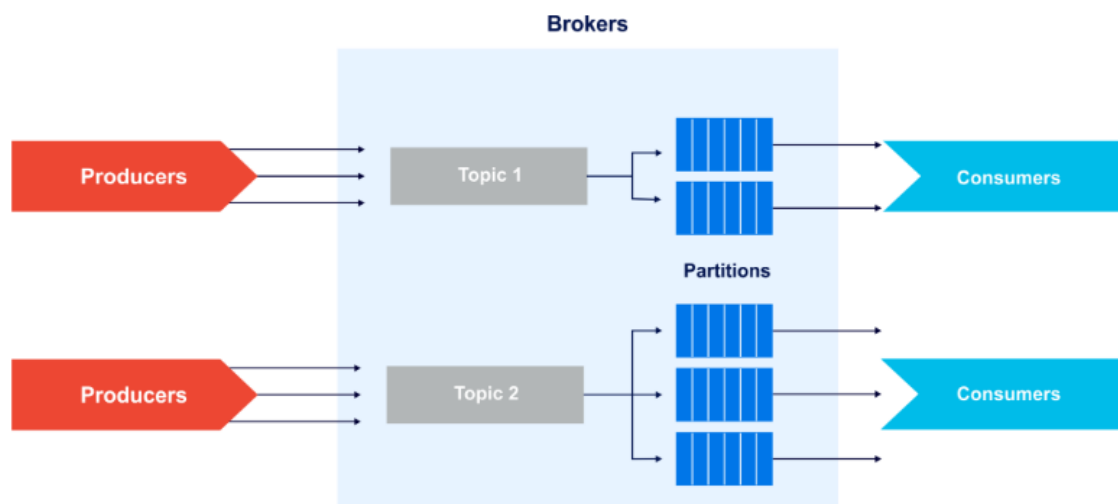 Brokers
Producers
Topic 1
Consumers
Partitions
Producers
Topic 2
Consumers